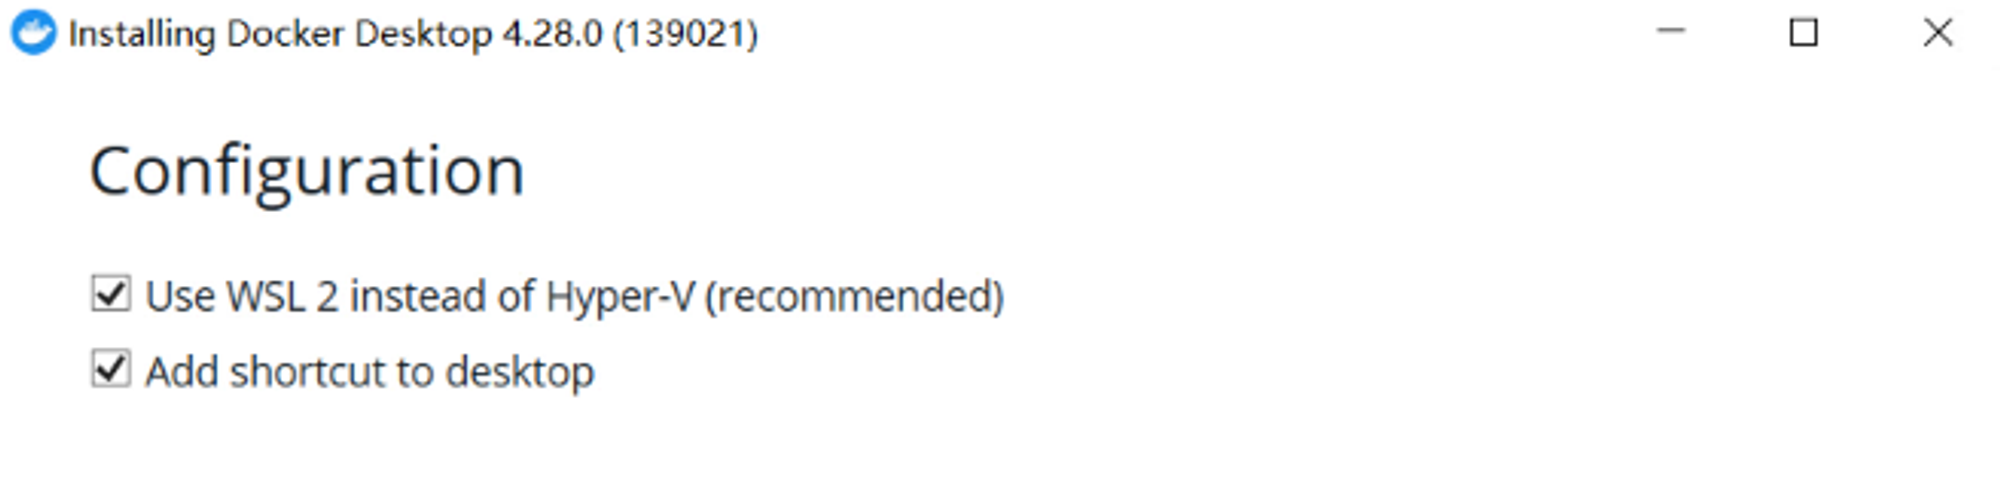 Installing Docker Desktop 4.28.0 (139021)
Configuration
Use WSL 2 instead of Hyper-V (recommended)
Add shortcut to desktop